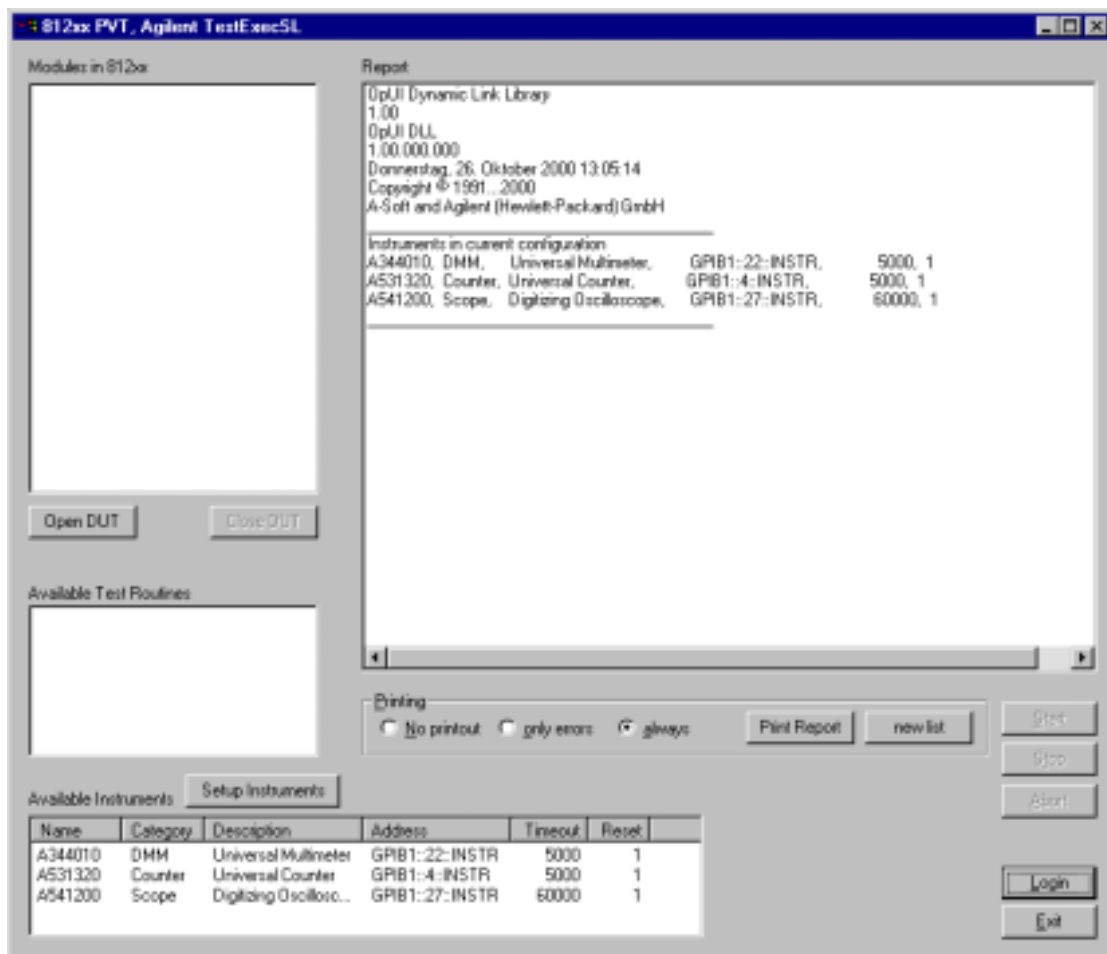 812xx PVT, Agilent TestExecSL
Modules in 812xx
Report
OpUI Dynamic Link Library
1.00
OpUI DLL
1.00.000.000
Donnerstag, 26. Oktober 2000 13:05:14
Copyright © 1991...2000
A-Soft and Agilent (Hewlett-Packard) GmbH
Instruments in current configuration
A344010, DMM, Universal Multimeter, GPIB1::22::INSTR, 5000, 1
A531320, Counter, Universal Counter, GPIB1::4::INSTR, 5000, 1
A541200, Scope, Digitizing Oscilloscope, GPIB1::27::INSTR, 60000, 1
Open DUT
Close DUT
Available Test Routines
Printing
No printout only errors always Print Report new list
Start
Stop
Abort
Available Instruments Setup Instruments
Name Category Description Address Timeout Reset
A344010 DMM Universal Multimeter GPIB1::22::INSTR 5000 1
A531320 Counter Universal Counter GPIB1::4::INSTR 5000 1
A541200 Scope Digitizing Oscillosc... GPIB1::27::INSTR 60000 1
Login
Exit